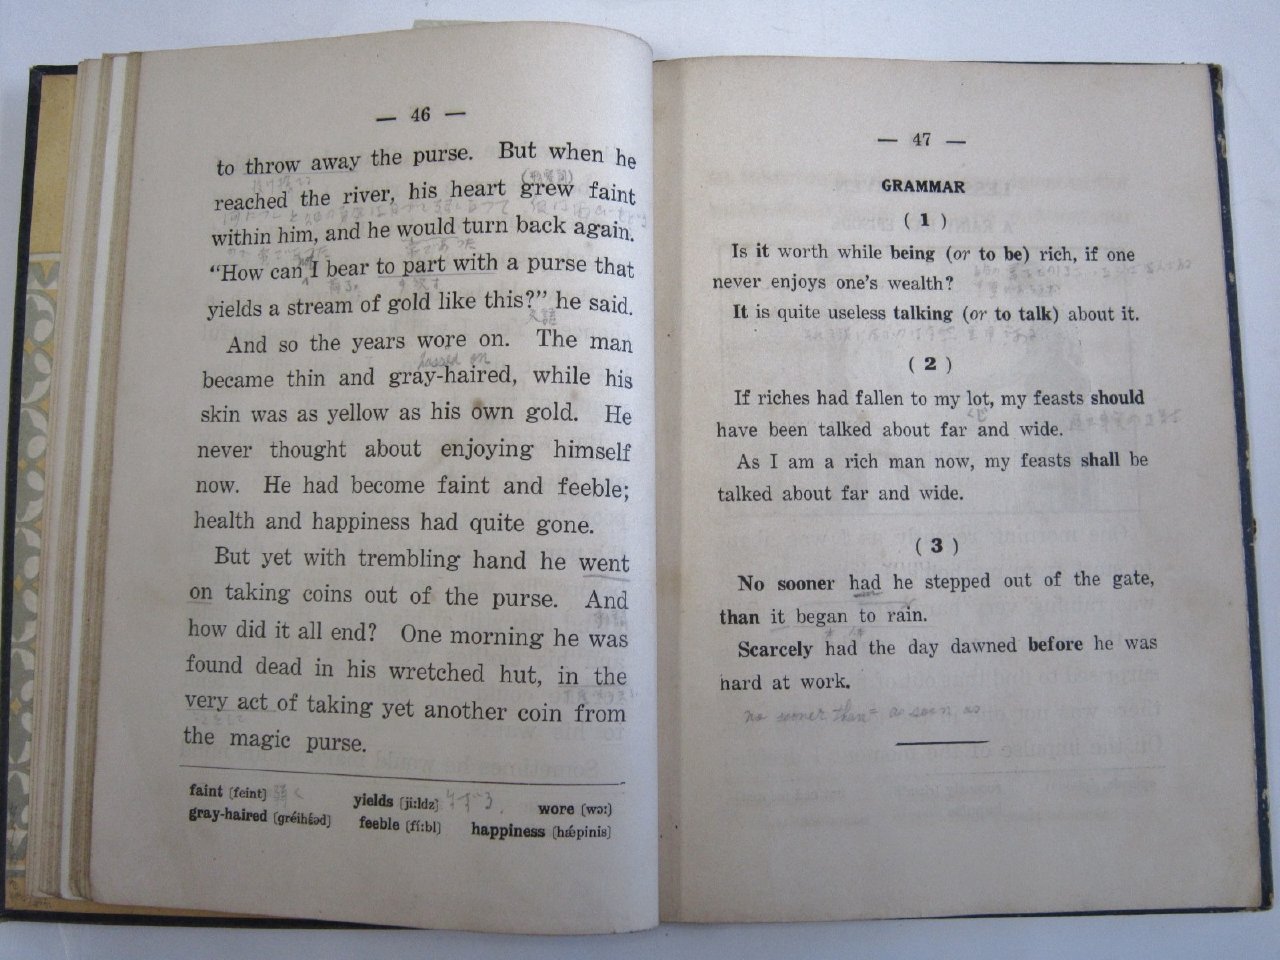 — 46 —
to throw away the purse. But when he
reached the river, his heart grew faint
within him, and he would turn back again.
“How can I bear to part with a purse that
yields a stream of gold like this?” he said.
And so the years wore on. The man
passed on
became thin and gray-haired, while his
skin was as yellow as his own gold. He
never thought about enjoying himself
now. He had become faint and feeble;
health and happiness had quite gone.
But yet with trembling hand he went
on taking coins out of the purse. And
how did it all end? One morning he was
found dead in his wretched hut, in the
very act of taking yet another coin from
the magic purse.
faint [feint] 弱く yields [ji:ldz] wore [wɔ:]
gray-haired [gréihɛ́əd] feeble [fí:bl] happiness [hǽpinis]
— 47 —
GRAMMAR
( 1 )
Is it worth while being (or to be) rich, if one
never enjoys one’s wealth?
It is quite useless talking (or to talk) about it.
( 2 )
If riches had fallen to my lot, my feasts should
have been talked about far and wide.
As I am a rich man now, my feasts shall be
talked about far and wide.
( 3 )
No sooner had he stepped out of the gate,
than it began to rain.
Scarcely had the day dawned before he was
hard at work.
no sooner than = as soon as